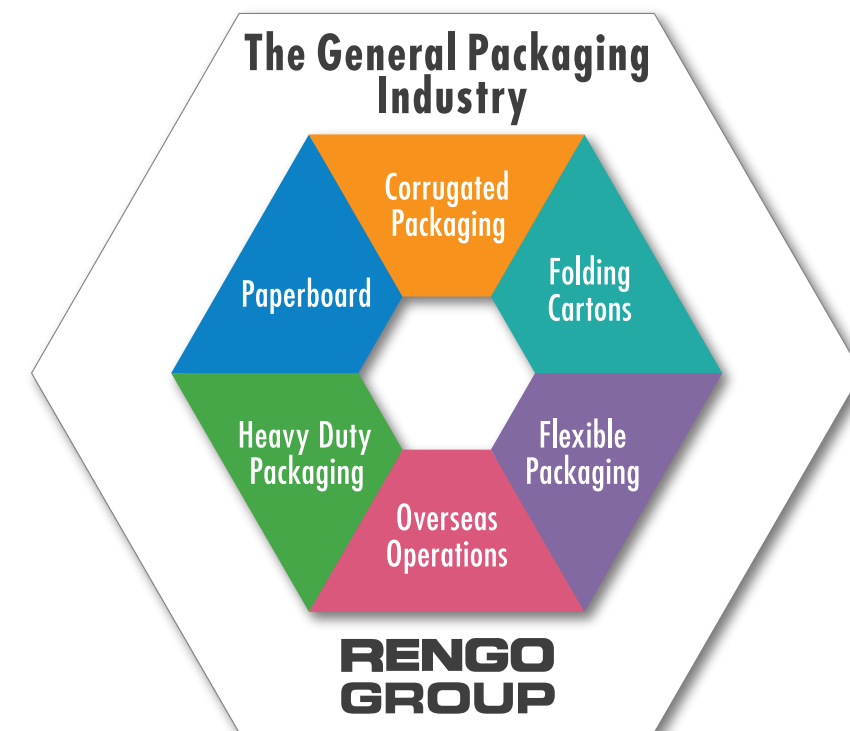 The General Packaging
Industry
Corrugated
Packaging
Paperboard
Folding
Cartons
Heavy Duty
Packaging
Flexible
Packaging
Overseas
Operations
RENGO
GROUP